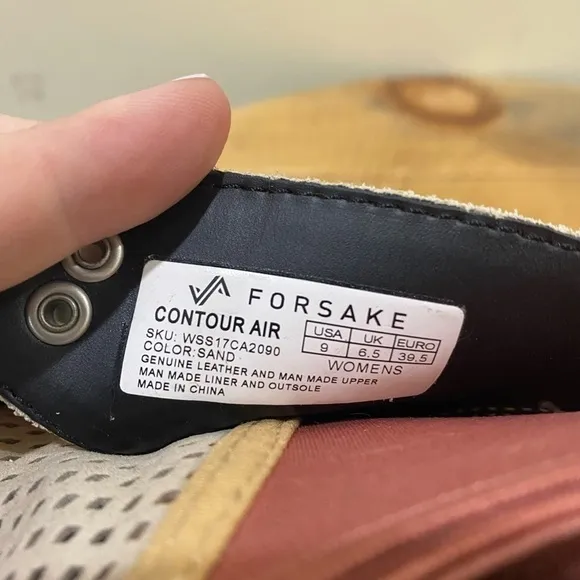 FORSAKE
CONTOUR AIR
SKU: WSS17CA2090
COLOR:SAND
USA UK EURO
9 6.5 39.5
WOMENS
GENUINE LEATHER AND MAN MADE UPPER
MAN MADE LINER AND OUTSOLE
MADE IN CHINA